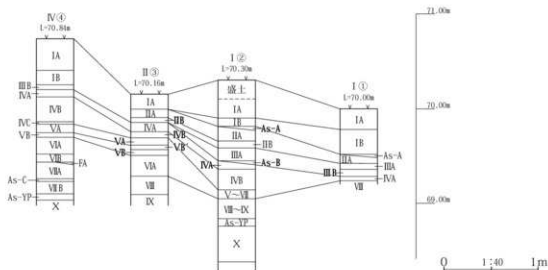 Ⅳ④
L=70.84m
ⅠA
ⅠB
ⅢB
ⅣA
ⅣB
ⅣC
ⅤA
ⅤB
ⅥA
ⅦB
FA
ⅦA
As-C
ⅦB
As-YP
Ⅹ
Ⅱ③
L=70.16m
ⅠA
ⅡA
ⅡB
ⅣA
ⅣB
ⅤA
ⅤB
ⅤB
ⅥA
Ⅷ
Ⅸ
Ⅰ②
L=70.30m
盛土
ⅠA
ⅠB
As-A
ⅡA
ⅡB
ⅢA
As-B
ⅣA
ⅣB
Ⅴ～Ⅶ
Ⅷ～Ⅸ
As-YP
Ⅹ
Ⅰ①
L=70.00m
ⅠA
ⅠB
As-A
ⅡA
ⅢA
ⅢB
ⅣA
Ⅶ
71.00m
70.00m
69.00m
0 1:40 1m